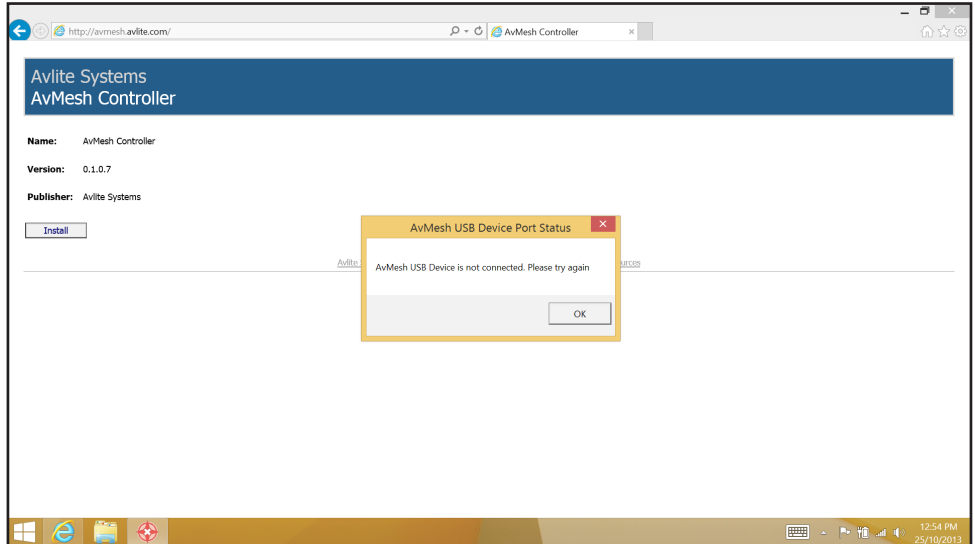 http://avmesh.avlite.com/
AvMesh Controller
Avlite Systems
AvMesh Controller
Name: AvMesh Controller
Version: 0.1.0.7
Publisher: Avlite Systems
Install
AvMesh USB Device Port Status
Avlite
AvMesh USB Device is not connected. Please try again
OK
12:54 PM
25/10/2013